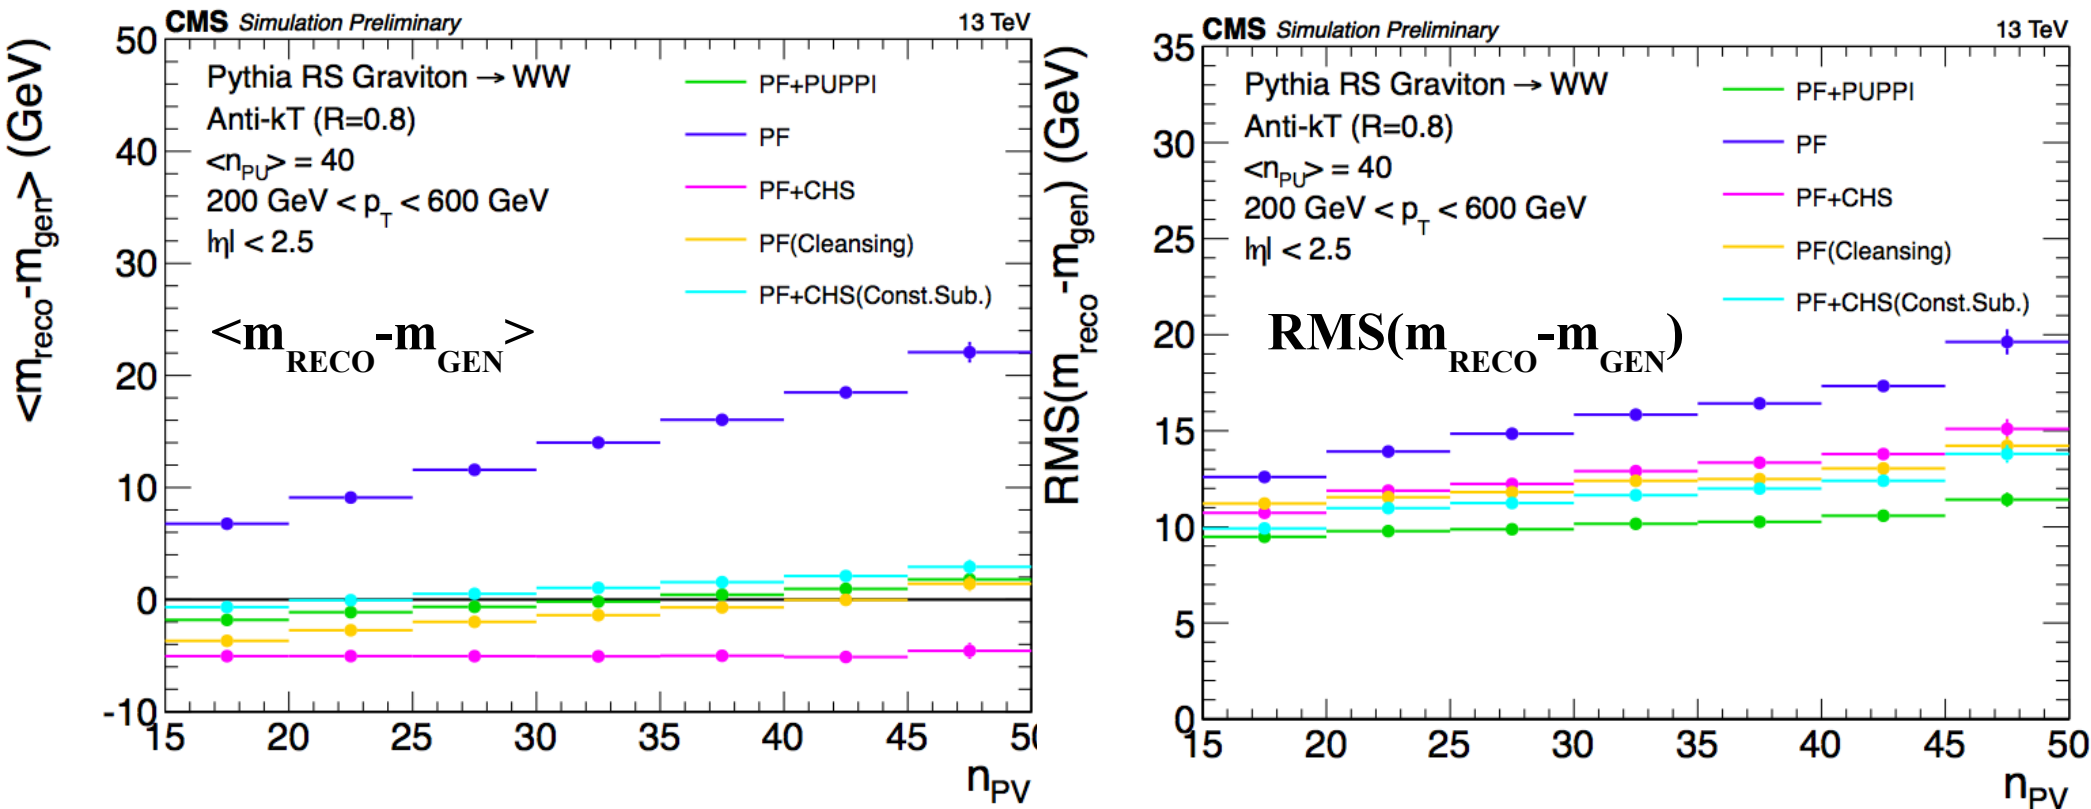 CMS Simulation Preliminary 13 TeV
<m_reco-m_gen> (GeV)
50
40
30
20
10
0
-10
Pythia RS Graviton → WW
Anti-kT (R=0.8)
<n_PU> = 40
200 GeV < p_T < 600 GeV
|η| < 2.5
PF+PUPPI
PF
PF+CHS
PF(Cleansing)
PF+CHS(Const.Sub.)
<m_RECO-m_GEN>
15 20 25 30 35 40 45 50
n_PV
CMS Simulation Preliminary 13 TeV
RMS(m_reco-m_gen) (GeV)
35
30
25
20
15
10
5
0
Pythia RS Graviton → WW
Anti-kT (R=0.8)
<n_PU> = 40
200 GeV < p_T < 600 GeV
|η| < 2.5
PF+PUPPI
PF
PF+CHS
PF(Cleansing)
PF+CHS(Const.Sub.)
RMS(m_RECO-m_GEN)
15 20 25 30 35 40 45 50
n_PV